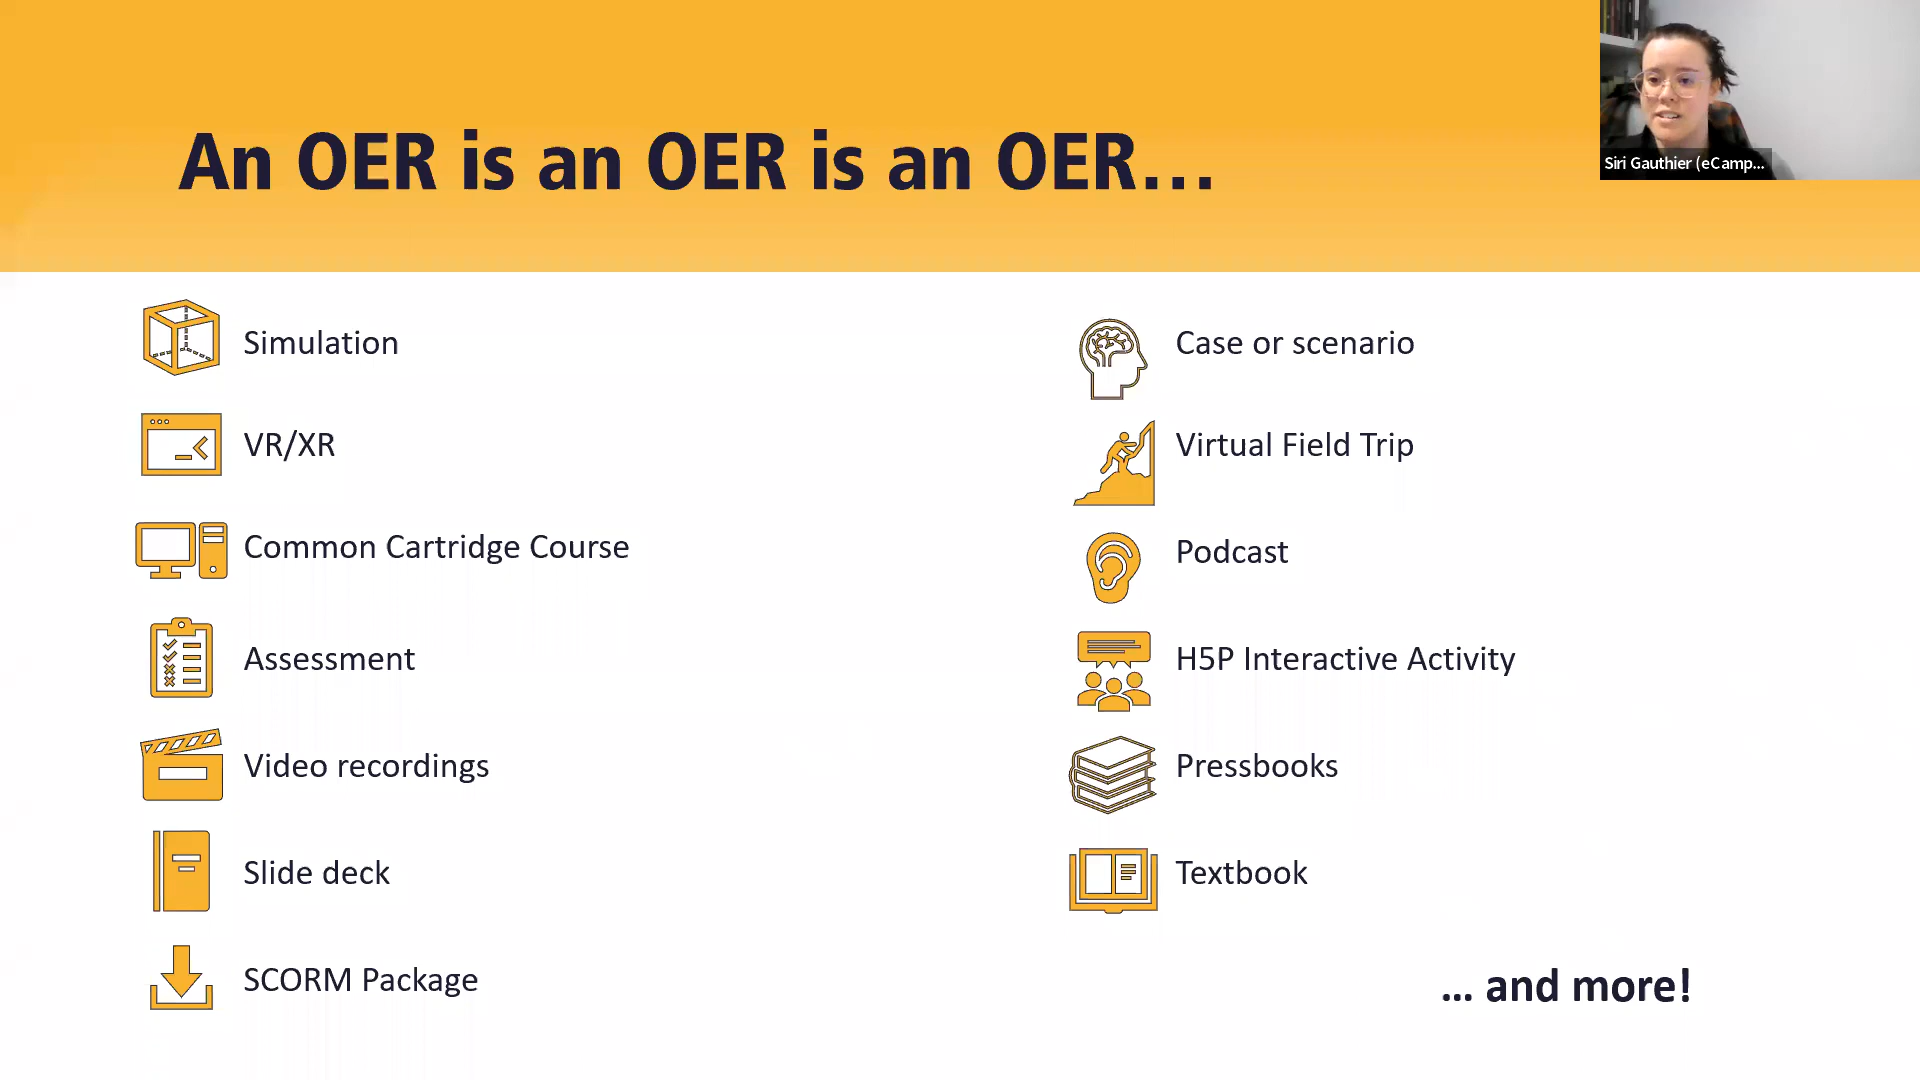 An OER is an OER is an OER...
Siri Gauthier (eCamp...
Simulation
VR/XR
Common Cartridge Course
Assessment
Video recordings
Slide deck
SCORM Package
Case or scenario
Virtual Field Trip
Podcast
H5P Interactive Activity
Pressbooks
Textbook
... and more!